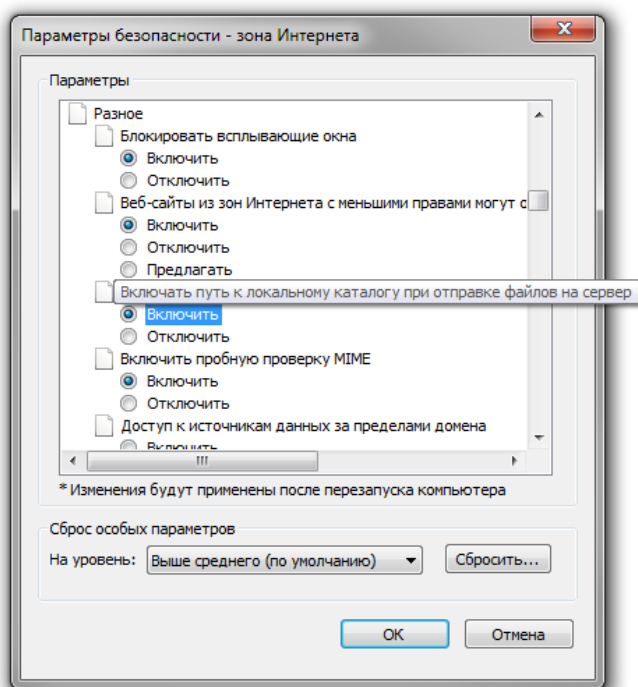 Параметры безопасности - зона Интернета
Параметры
Разное
Блокировать всплывающие окна
Включить
Отключить
Веб-сайты из зон Интернета с меньшими правами могут
Включить
Отключить
Предлагать
Включать путь к локальному каталогу при отправке файлов на сервер
Включить
Отключить
Включить пробную проверку MIME
Включить
Отключить
Доступ к источникам данных за пределами домена
Включить
* Изменения будут применены после перезапуска компьютера
Сброс особых параметров
На уровень: Выше среднего (по умолчанию) Сбросить...
OK Отмена